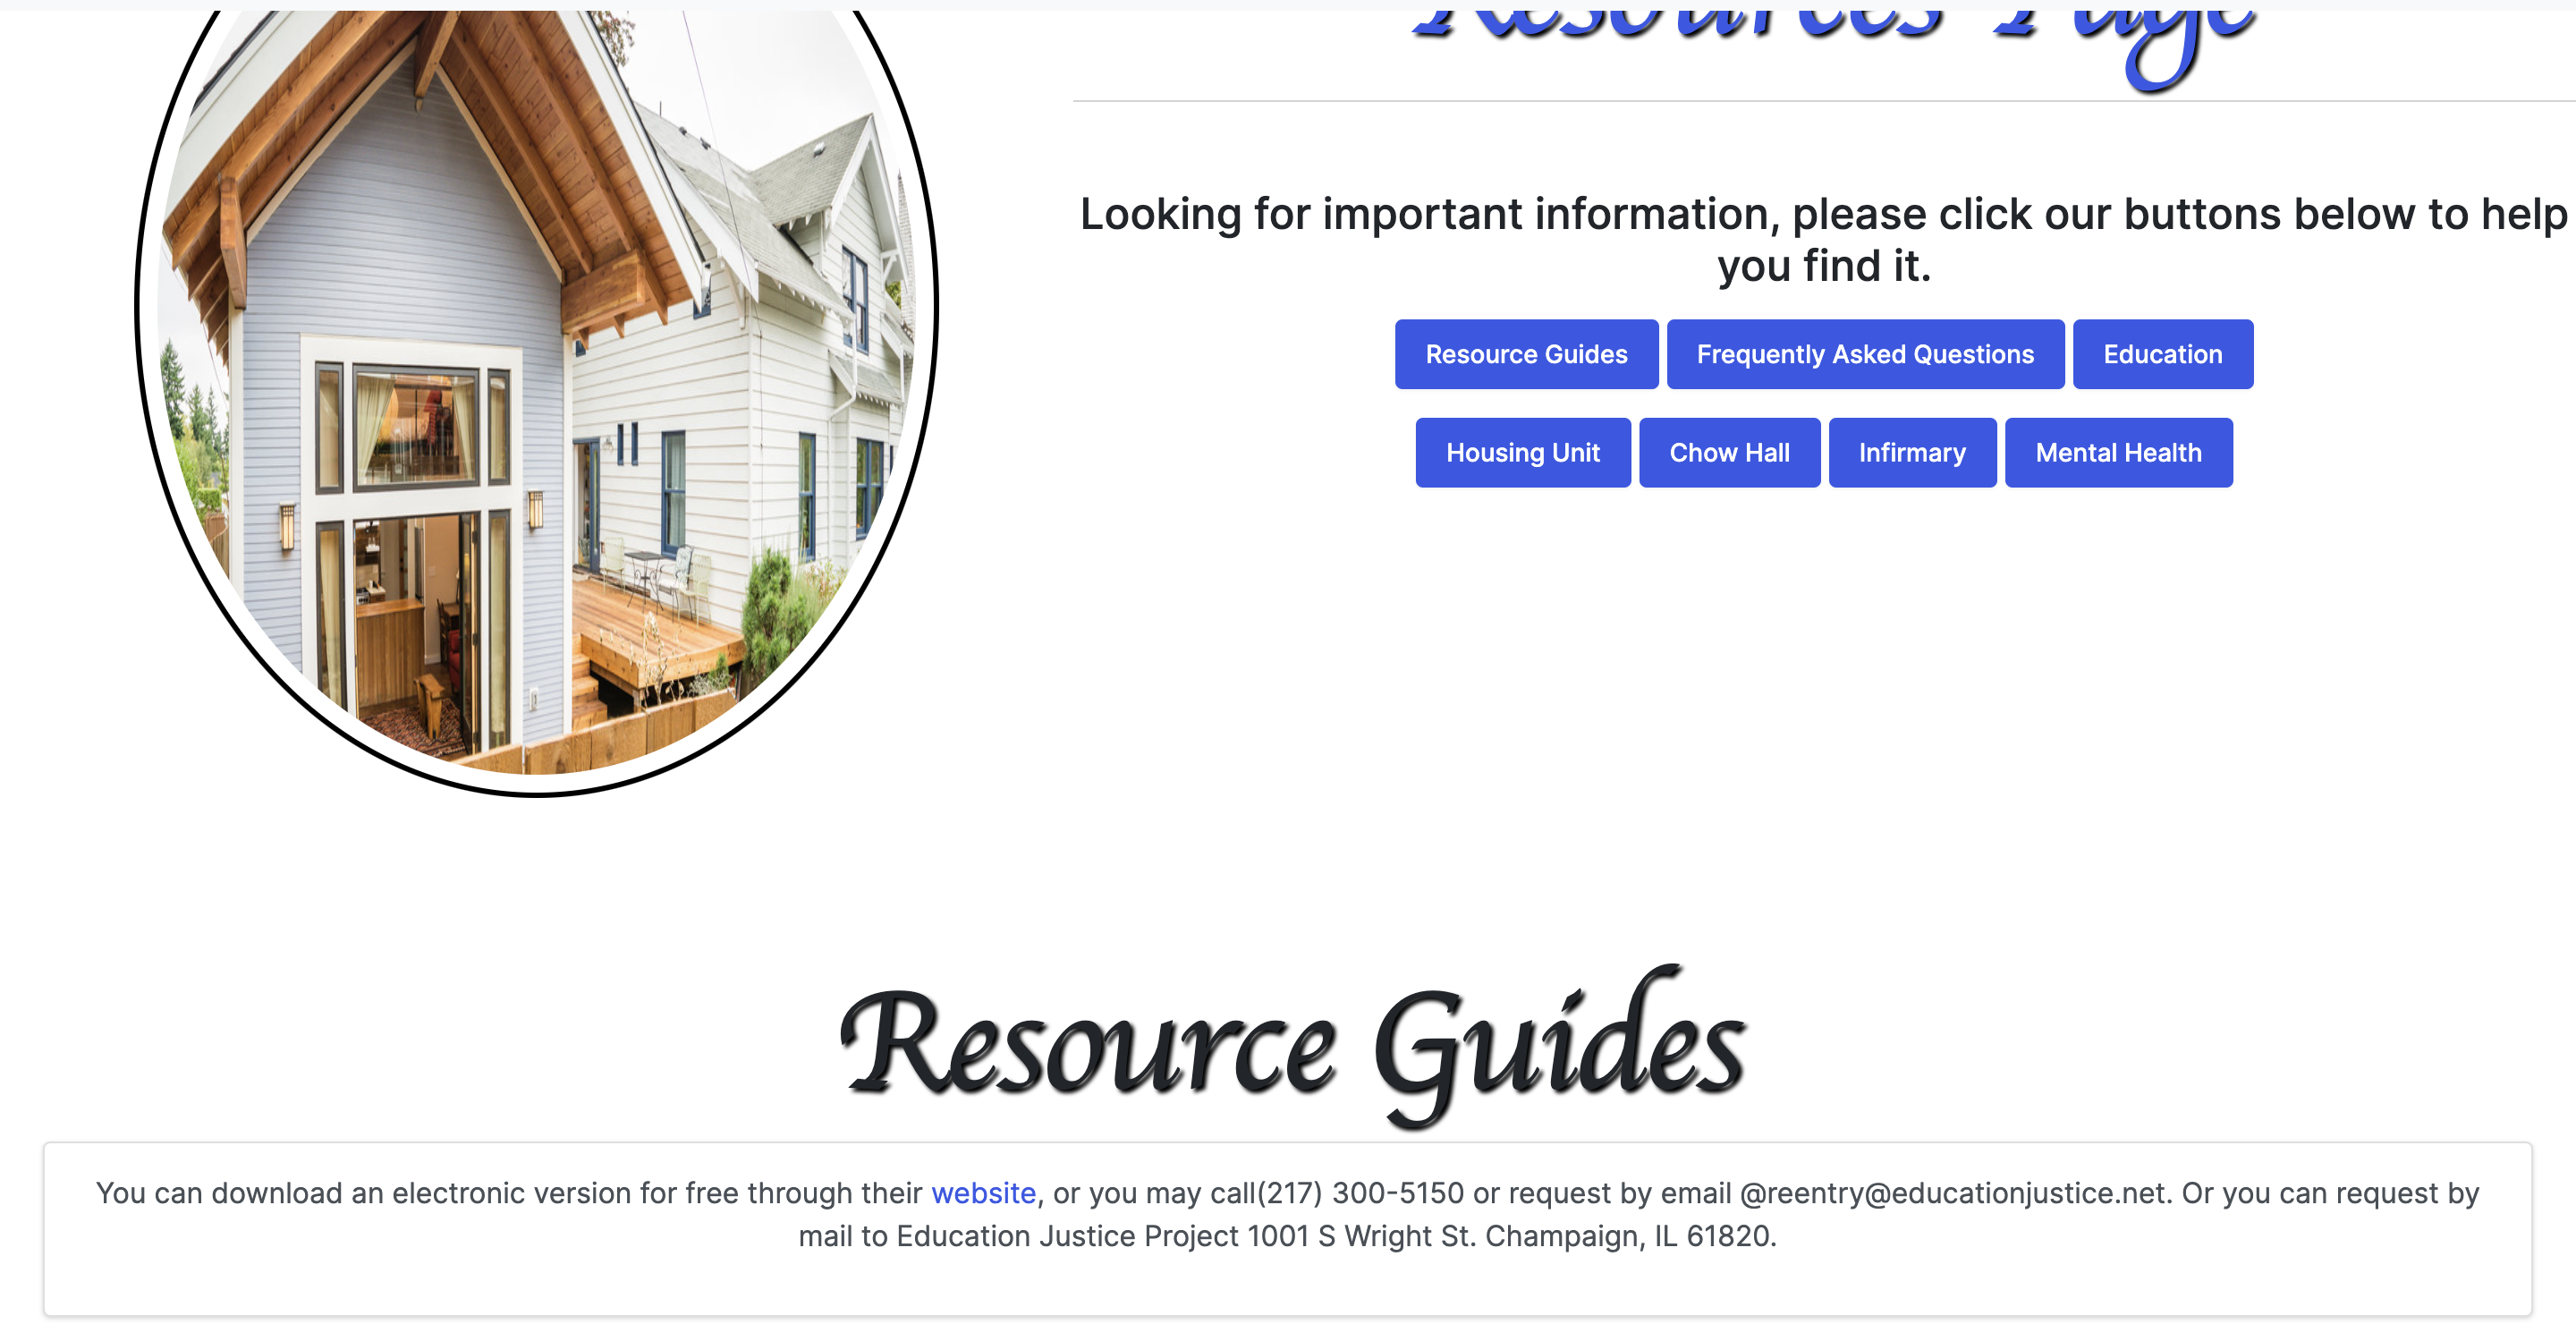 Resources Page
Looking for important information, please click our buttons below to help
you find it.
Resource Guides Frequently Asked Questions Education
Housing Unit Chow Hall Infirmary Mental Health
Resource Guides
You can download an electronic version for free through their website, or you may call(217) 300-5150 or request by email @reentry@educationjustice.net. Or you can request by
mail to Education Justice Project 1001 S Wright St. Champaign, IL 61820.